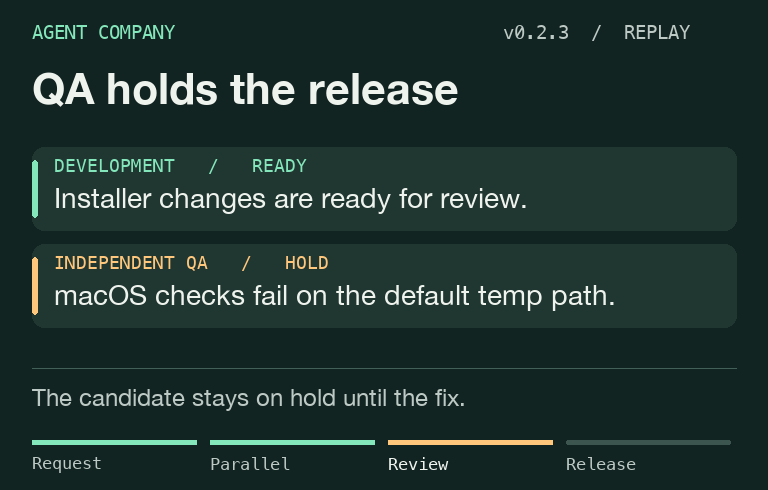 AGENT COMPANY
v0.2.3 / REPLAY
QA holds the release
DEVELOPMENT / READY
Installer changes are ready for review.
INDEPENDENT QA / HOLD
macOS checks fail on the default temp path.
The candidate stays on hold until the fix.
Request
Parallel
Review
Release